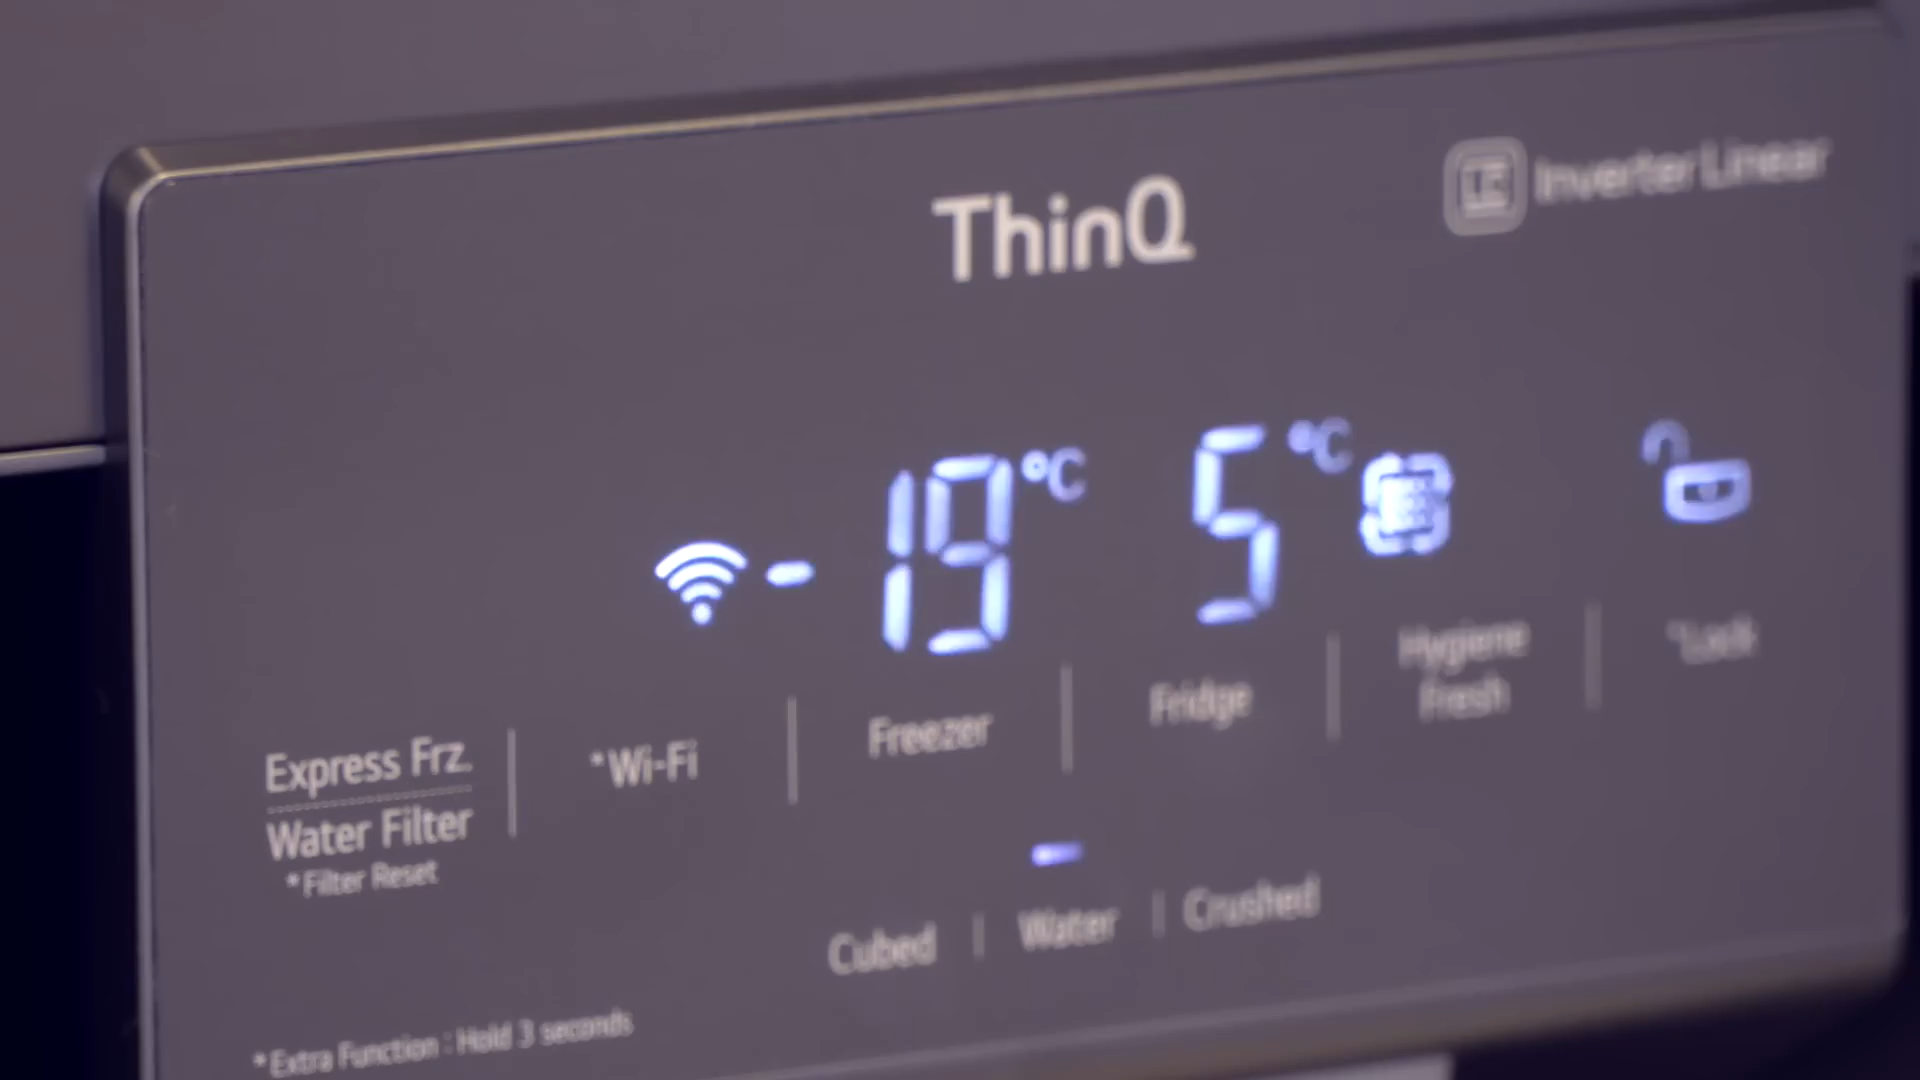 ThinQ
LE Inverter Linear
-19°C
5°C
Express Frz.
Water Filter
*Filter Reset
*Wi-Fi
Freezer
Fridge
Hygiene
Fresh
*Lock
Cubed
Water
Crushed
*Extra Function : Hold 3 seconds